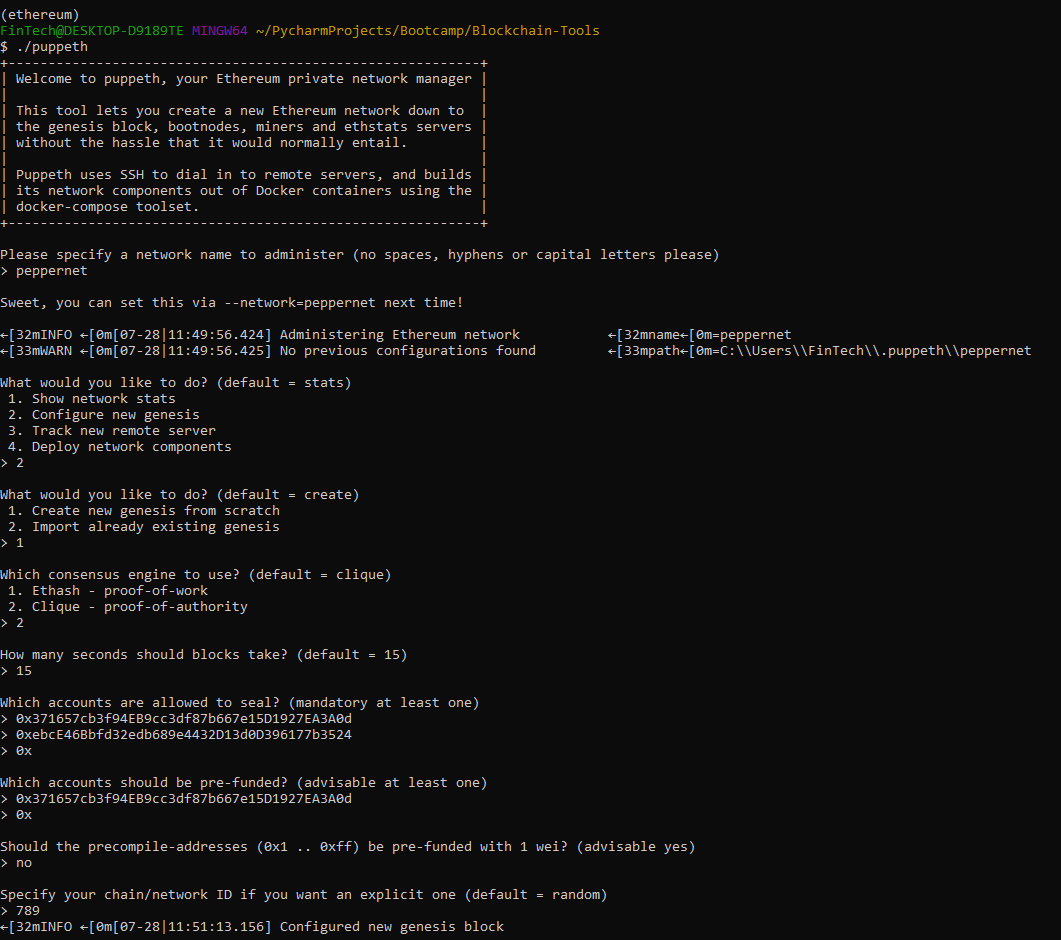 (ethereum)
FinTech@DESKTOP-D9189TE MINGW64 ~/PycharmProjects/Bootcamp/Blockchain-Tools
$ ./puppeth
+-----------------------------------------------------------+
| Welcome to puppeth, your Ethereum private network manager |
|                                                           |
| This tool lets you create a new Ethereum network down to  |
| the genesis block, bootnodes, miners and ethstats servers |
| without the hassle that it would normally entail.         |
|                                                           |
| Puppeth uses SSH to dial in to remote servers, and builds |
| its network components out of Docker containers using the |
| docker-compose toolset.                                   |
+-----------------------------------------------------------+
Please specify a network name to administer (no spaces, hyphens or capital letters please)
> peppernet
Sweet, you can set this via --network=peppernet next time!
←[32mINFO ←[0m[07-28|11:49:56.424] Administering Ethereum network           ←[32mname←[0m=peppernet
←[33mWARN ←[0m[07-28|11:49:56.425] No previous configurations found         ←[33mpath←[0m=C:\\Users\\FinTech\\.puppeth\\peppernet
What would you like to do? (default = stats)
1. Show network stats
2. Configure new genesis
3. Track new remote server
4. Deploy network components
> 2
What would you like to do? (default = create)
1. Create new genesis from scratch
2. Import already existing genesis
> 1
Which consensus engine to use? (default = clique)
1. Ethash - proof-of-work
2. Clique - proof-of-authority
> 2
How many seconds should blocks take? (default = 15)
> 15
Which accounts are allowed to seal? (mandatory at least one)
> 0x371657cb3f94EB9cc3df87b667e15D1927EA3A0d
> 0xebcE46Bbfd32edb689e4432D13d0D396177b3524
> 0x
Which accounts should be pre-funded? (advisable at least one)
> 0x371657cb3f94EB9cc3df87b667e15D1927EA3A0d
> 0x
Should the precompile-addresses (0x1 .. 0xff) be pre-funded with 1 wei? (advisable yes)
> no
Specify your chain/network ID if you want an explicit one (default = random)
> 789
←[32mINFO ←[0m[07-28|11:51:13.156] Configured new genesis block